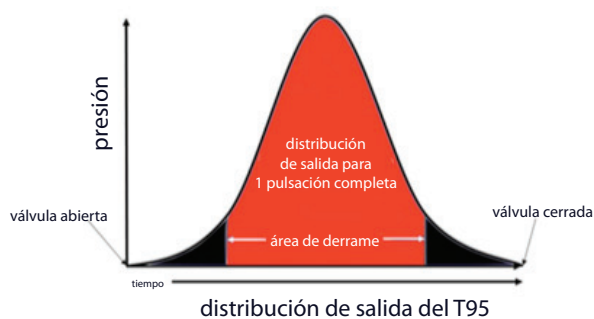 presión
distribución
de salida para
1 pulsación completa
válvula abierta
válvula cerrada
área de derrame
tiempo
distribución de salida del T95